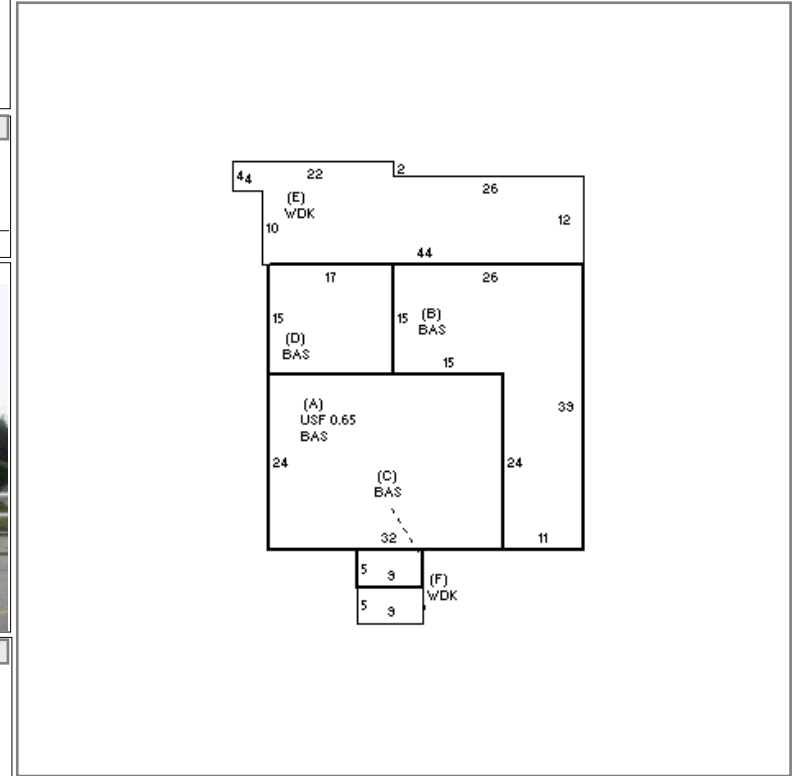 2
4 4 22
26
(E)
WDK
12
10
44
17 26
15 15 (B)
BAS
(D)
BAS
15
(A)
USF 0.65
BAS
39
24 24
(C)
BAS
32 11
5 9
(F)
WDK
5 9